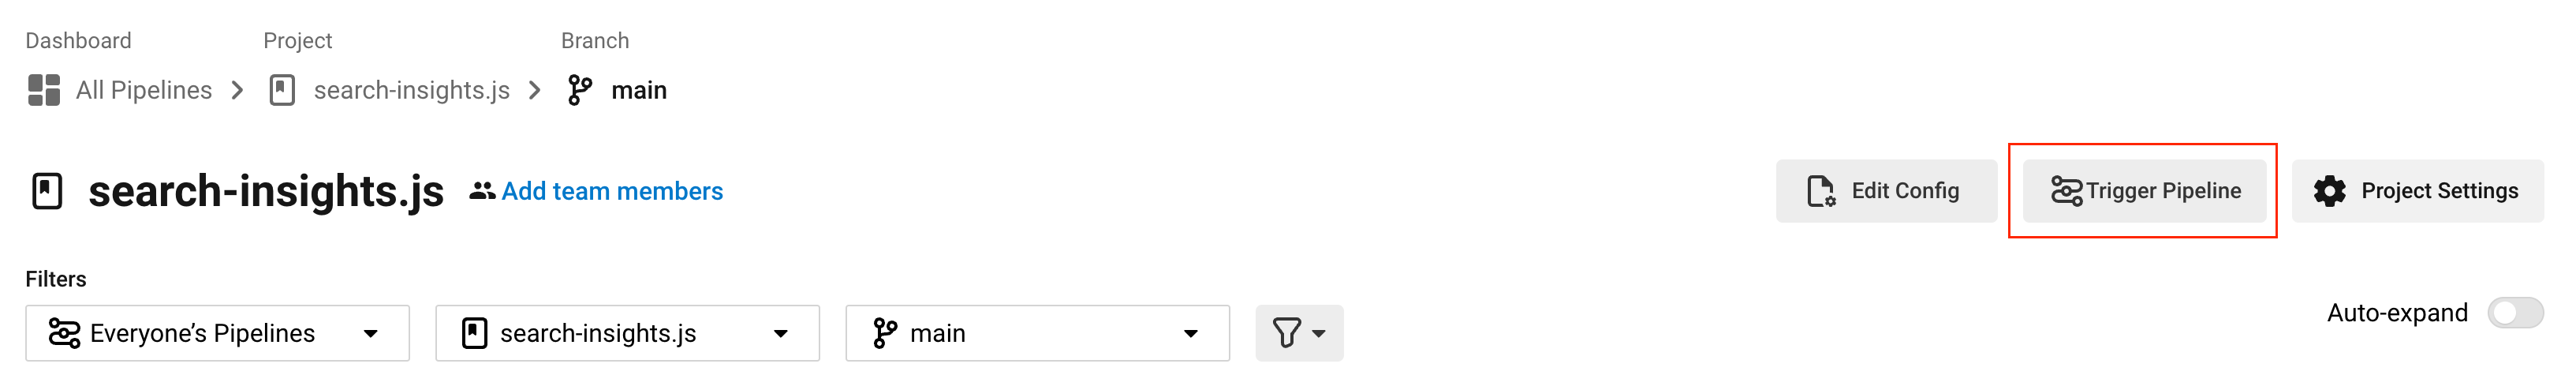 Dashboard Project Branch
All Pipelines search-insights.js main
search-insights.js Add team members Edit Config Trigger Pipeline Project Settings
Filters
Everyone’s Pipelines search-insights.js main Auto-expand